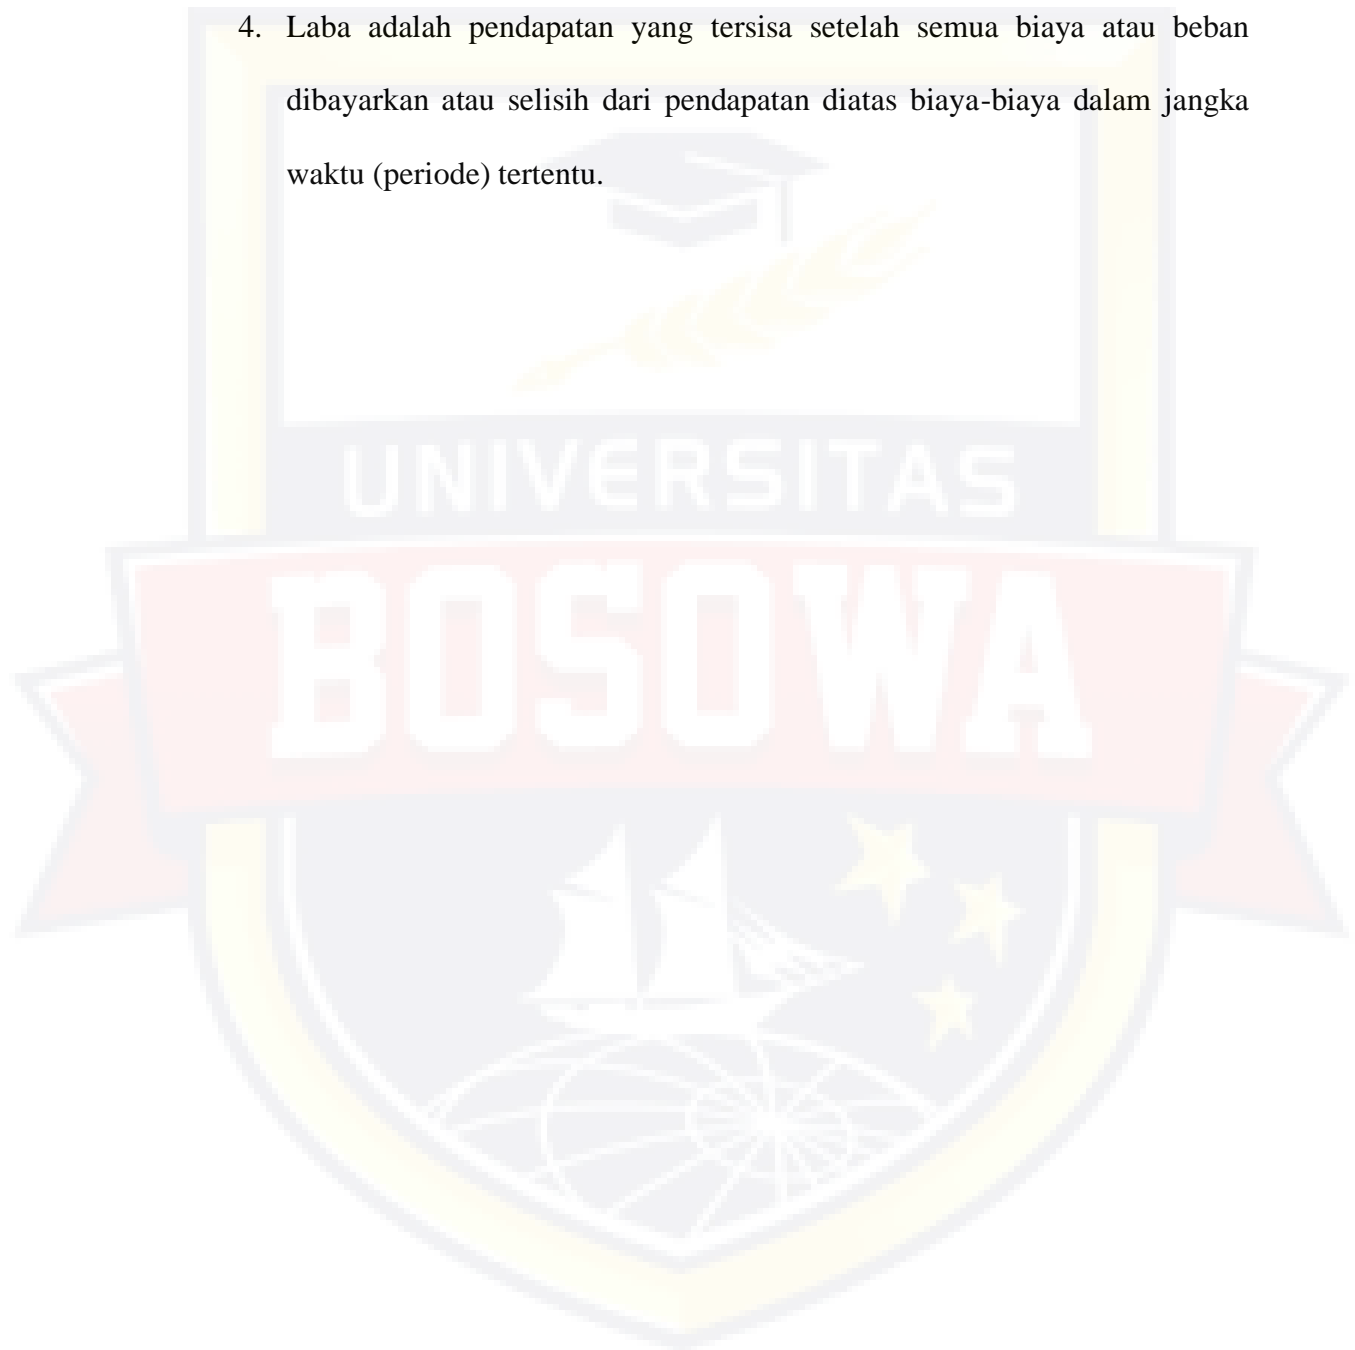 4. Laba adalah pendapatan yang tersisa setelah semua biaya atau beban
dibayarkan atau selisih dari pendapatan diatas biaya-biaya dalam jangka
waktu (periode) tertentu.
UNIVERSITAS
BOSOWA